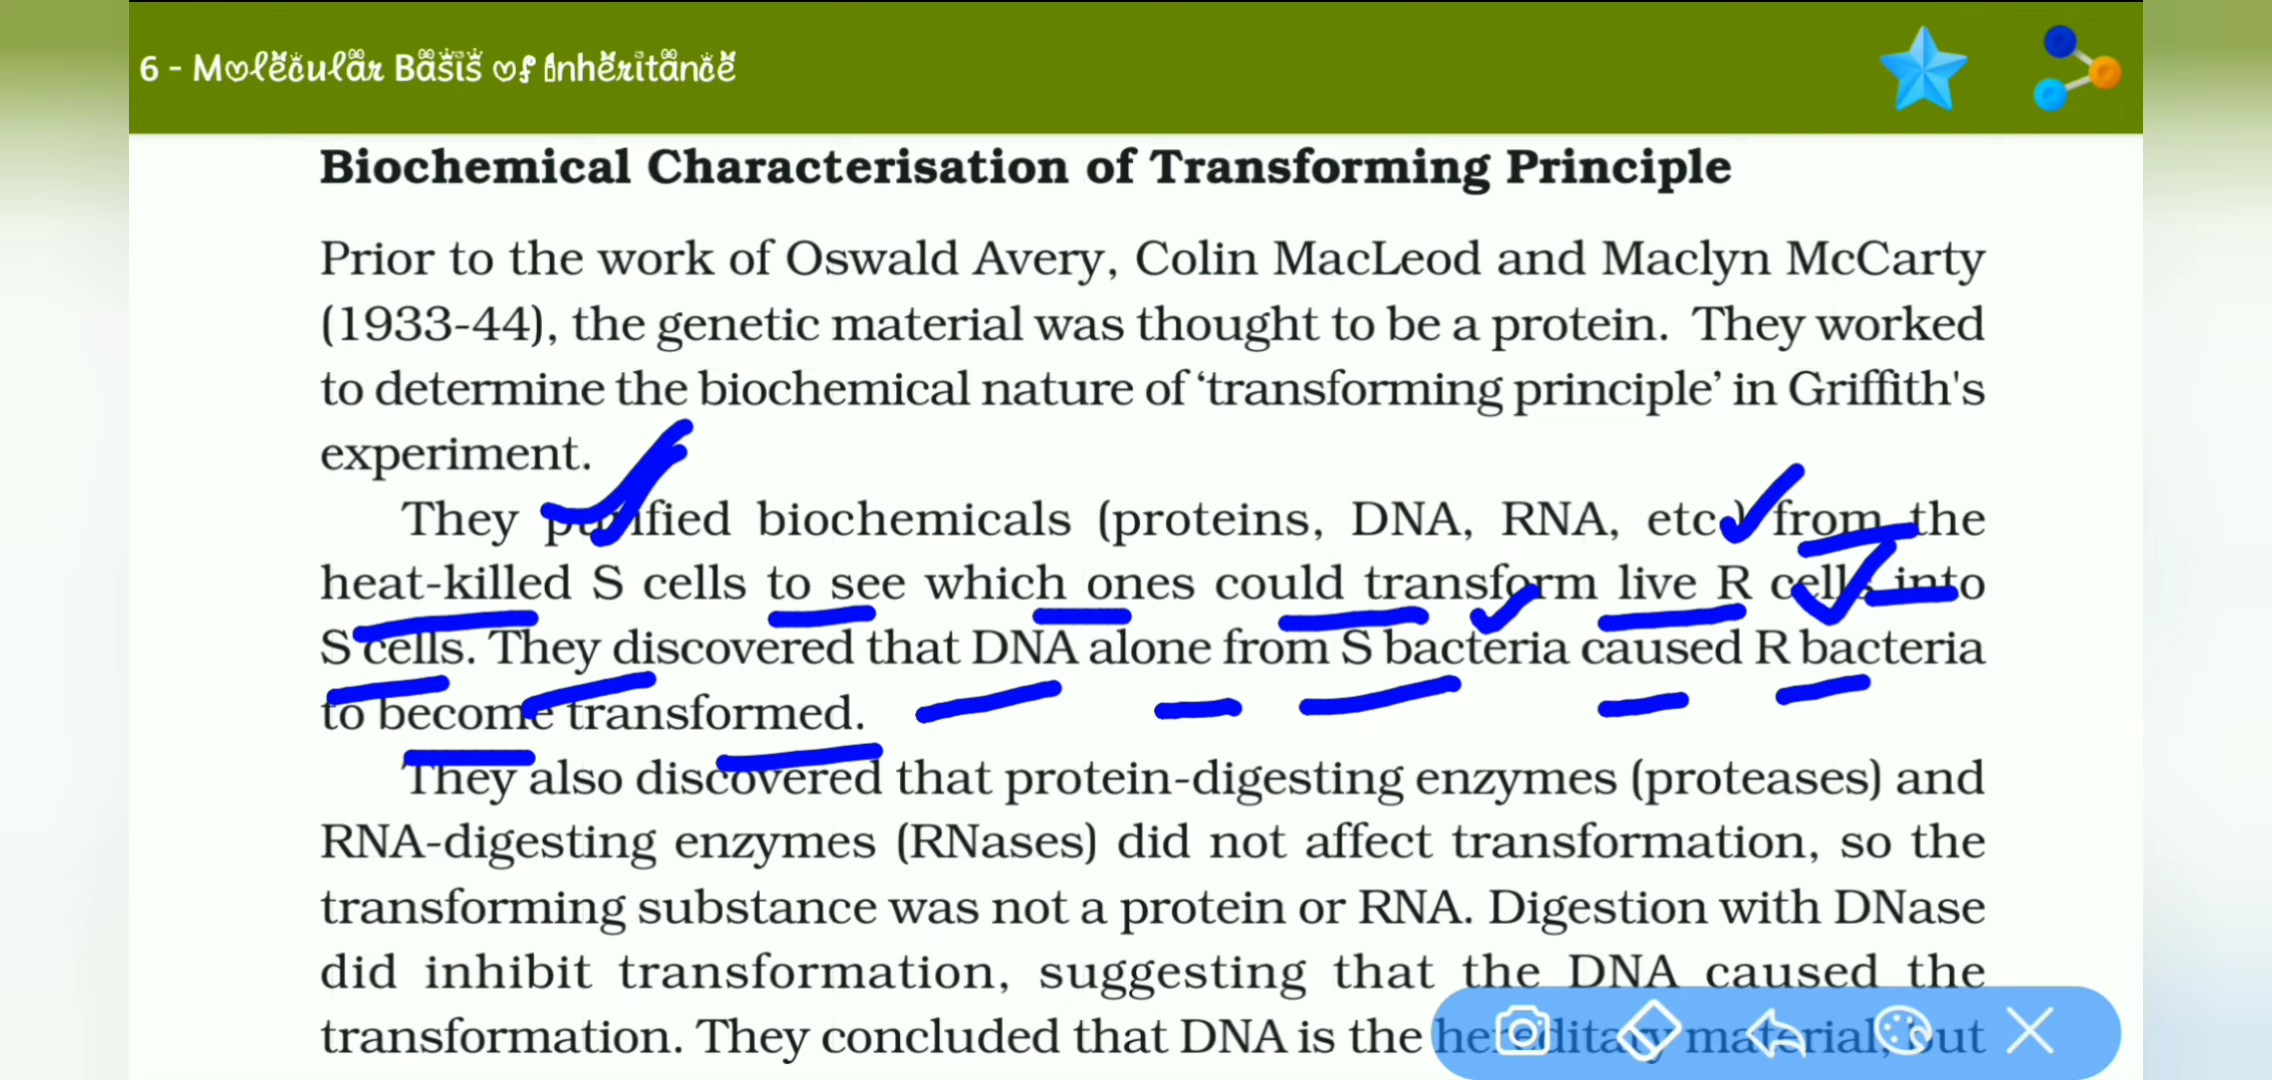 6 - Molecular Basis of Inheritance
Biochemical Characterisation of Transforming Principle
Prior to the work of Oswald Avery, Colin MacLeod and Maclyn McCarty
(1933-44), the genetic material was thought to be a protein. They worked
to determine the biochemical nature of ‘transforming principle’ in Griffith's
experiment.
They purified biochemicals (proteins, DNA, RNA, etc.) from the
heat-killed S cells to see which ones could transform live R cells into
S cells. They discovered that DNA alone from S bacteria caused R bacteria
to become transformed.
They also discovered that protein-digesting enzymes (proteases) and
RNA-digesting enzymes (RNases) did not affect transformation, so the
transforming substance was not a protein or RNA. Digestion with DNase
did inhibit transformation, suggesting that the DNA caused the
transformation. They concluded that DNA is the hereditary material, but